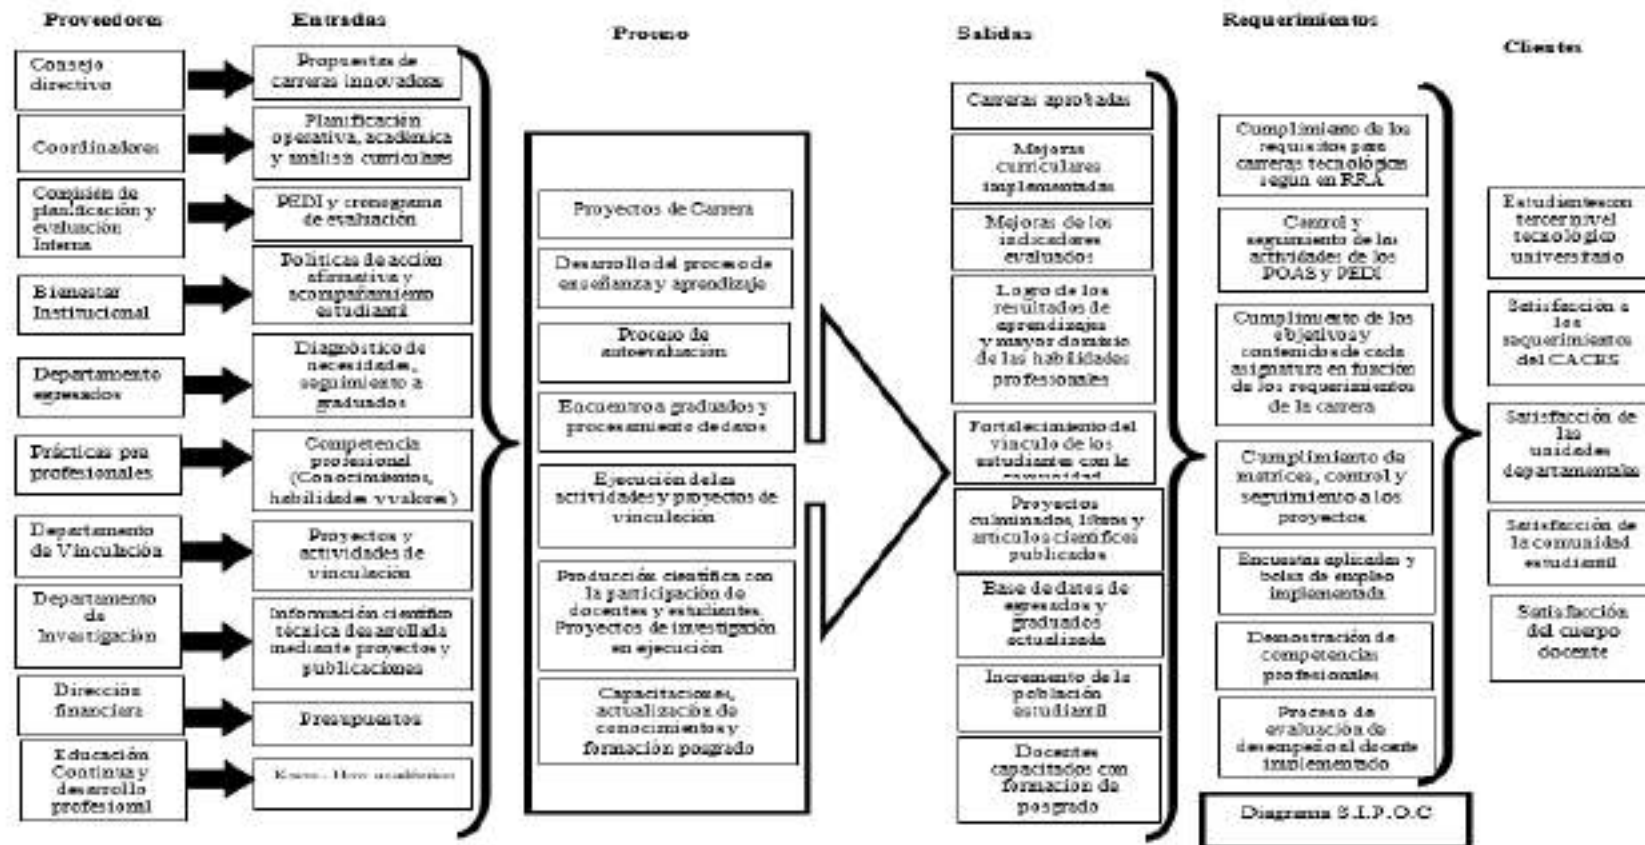 Proveedores
Entradas
Proceso
Salidas
Requerimientos
Clientes
Consejo
directivo
Coordinadores
Comisión de
planificación y
evaluación
Interna
Bienestar
Institucional
Departamento
egresados
Prácticas pre
profesionales
Departamento
de Vinculación
Departamento
de
Investigación
Dirección
financiera
Educación
Continua y
desarrollo
profesional
Propuestas de
carreras innovadoras
Planificación
operativa, académica
y análisis curriculares
PEDI y cronograma
de evaluación
Políticas de acción
afirmativa y
acompañamiento
estudiantil
Diagnóstico de
necesidades,
seguimiento a
graduados
Competencia
profesional
(Conocimientos,
habilidades y valores)
Proyectos y
actividades de
vinculación
Información científico
técnica desarrollada
mediante proyectos y
publicaciones
Presupuestos
Know - How académico
Proyectos de Carrera
Desarrollo del proceso de
enseñanza y aprendizaje
Proceso de
autoevaluación
Encuentro a graduados y
procesamiento de datos
Ejecución de las
actividades y proyectos de
vinculación
Producción científica con
la participación de
docentes y estudiantes.
Proyectos de investigación
en ejecución
Capacitaciones,
actualización de
conocimientos y
formación posgrado
Carreras aprobadas
Mejoras
curriculares
implementadas
Mejoras de los
indicadores
evaluados
Logro de los
resultados de
aprendizajes
y mayor dominio
de las habilidades
profesionales
Fortalecimiento del
vínculo de los
estudiantes con la
comunidad
Proyectos
culminados, libros y
artículos científicos
publicados
Base de datos de
egresados y
graduados
actualizada
Incremento de la
población
estudiantil
Docentes
capacitados con
formación de
posgrado
Cumplimiento de los
requisitos para
carreras tecnológicas
según en RRA
Control y
seguimiento de las
actividades de los
POAS y PEDI
Cumplimiento de los
objetivos y
contenidos de cada
asignatura en función
de los requerimientos
de la carrera
Cumplimiento de
matrices, control y
seguimiento a los
proyectos
Encuestas aplicadas y
bolsa de empleo
implementada
Demostración de
competencias
profesionales
Proceso de
evaluación de
desempeño al docente
implementado
Estudiantes con
tercer nivel
tecnológico
universitario
Satisfacción a
los
requerimientos
del CACES
Satisfacción de
las
unidades
departamentales
Satisfacción de
la comunidad
estudiantil
Satisfacción
del cuerpo
docente
Diagrama S.I.P.O.C